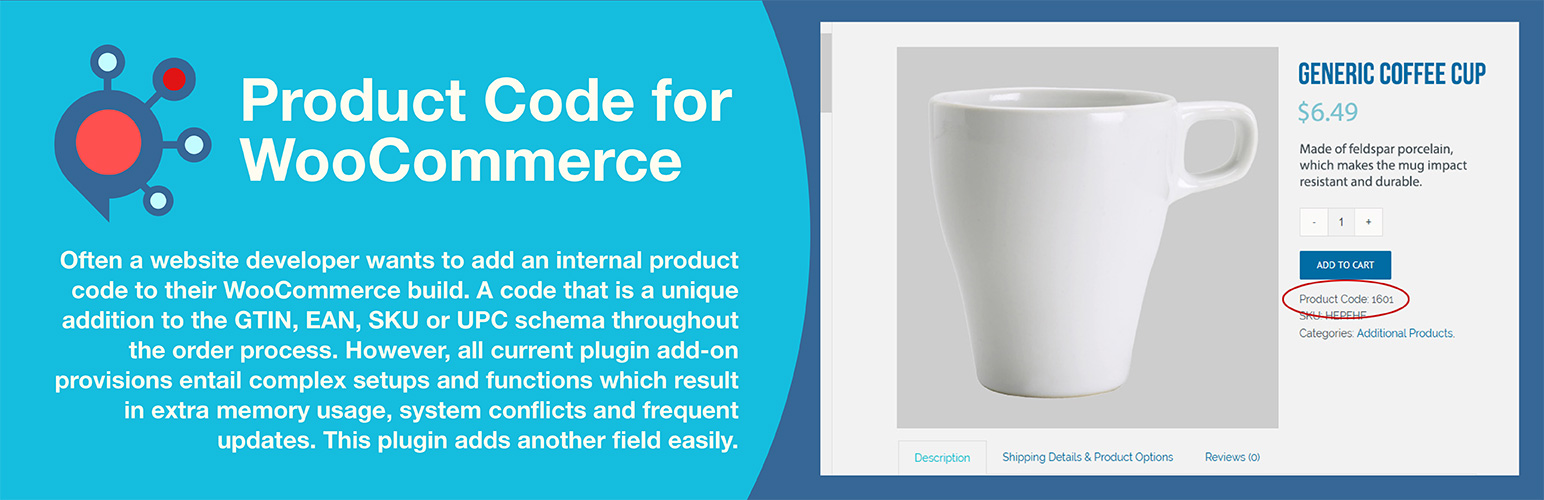 Product Code for
WooCommerce
Often a website developer wants to add an internal product
code to their WooCommerce build. A code that is a unique
addition to the GTIN, EAN, SKU or UPC schema throughout
the order process. However, all current plugin add-on
provisions entail complex setups and functions which result
in extra memory usage, system conflicts and frequent
updates. This plugin adds another field easily.
GENERIC COFFEE CUP
$6.49
Made of feldspar porcelain,
which makes the mug impact
resistant and durable.
- 1 +
ADD TO CART
Product Code: 1601
SKU: HEPFHF
Categories: Additional Products.
Description Shipping Details & Product Options Reviews (0)